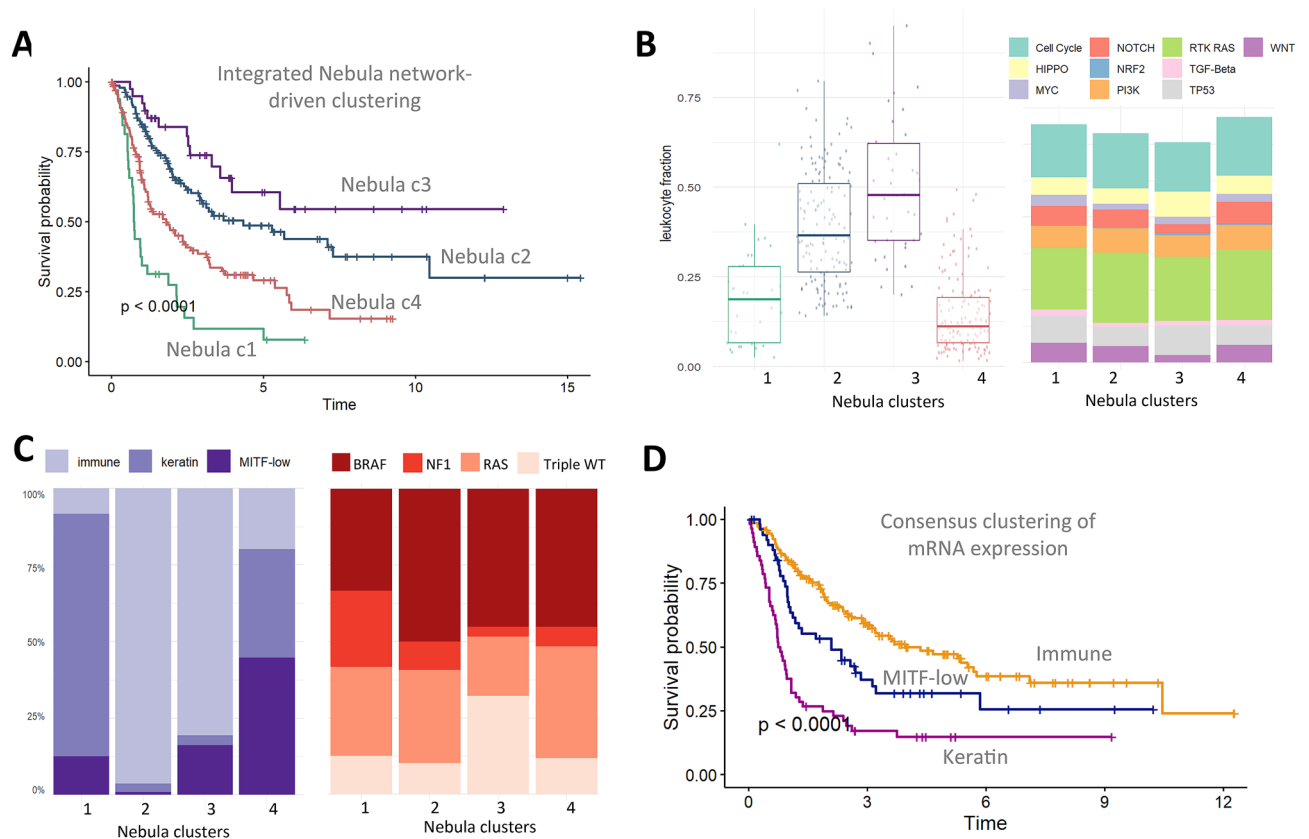 A
Integrated Nebula network-
driven clustering
Survival probability
1.00
0.75
0.50
0.25
0.00
Nebula c3
Nebula c2
Nebula c4
p < 0.0001
Nebula c1
0
5
10
15
Time
B
leukocyte fraction
0.75
0.50
0.25
0.00
1
2
3
4
Nebula clusters
Cell Cycle
NOTCH
RTK RAS
WNT
HIPPO
NRF2
TGF-Beta
MYC
PI3K
TP53
1
2
3
4
Nebula clusters
C
immune
keratin
MITF-low
100%
75%
50%
25%
0%
1
2
3
4
Nebula clusters
BRAF
NF1
RAS
Triple WT
1
2
3
4
Nebula clusters
D
Consensus clustering of
mRNA expression
Survival probability
1.00
0.75
0.50
0.25
0.00
Immune
MITF-low
p < 0.0001
Keratin
0
3
6
9
12
Time